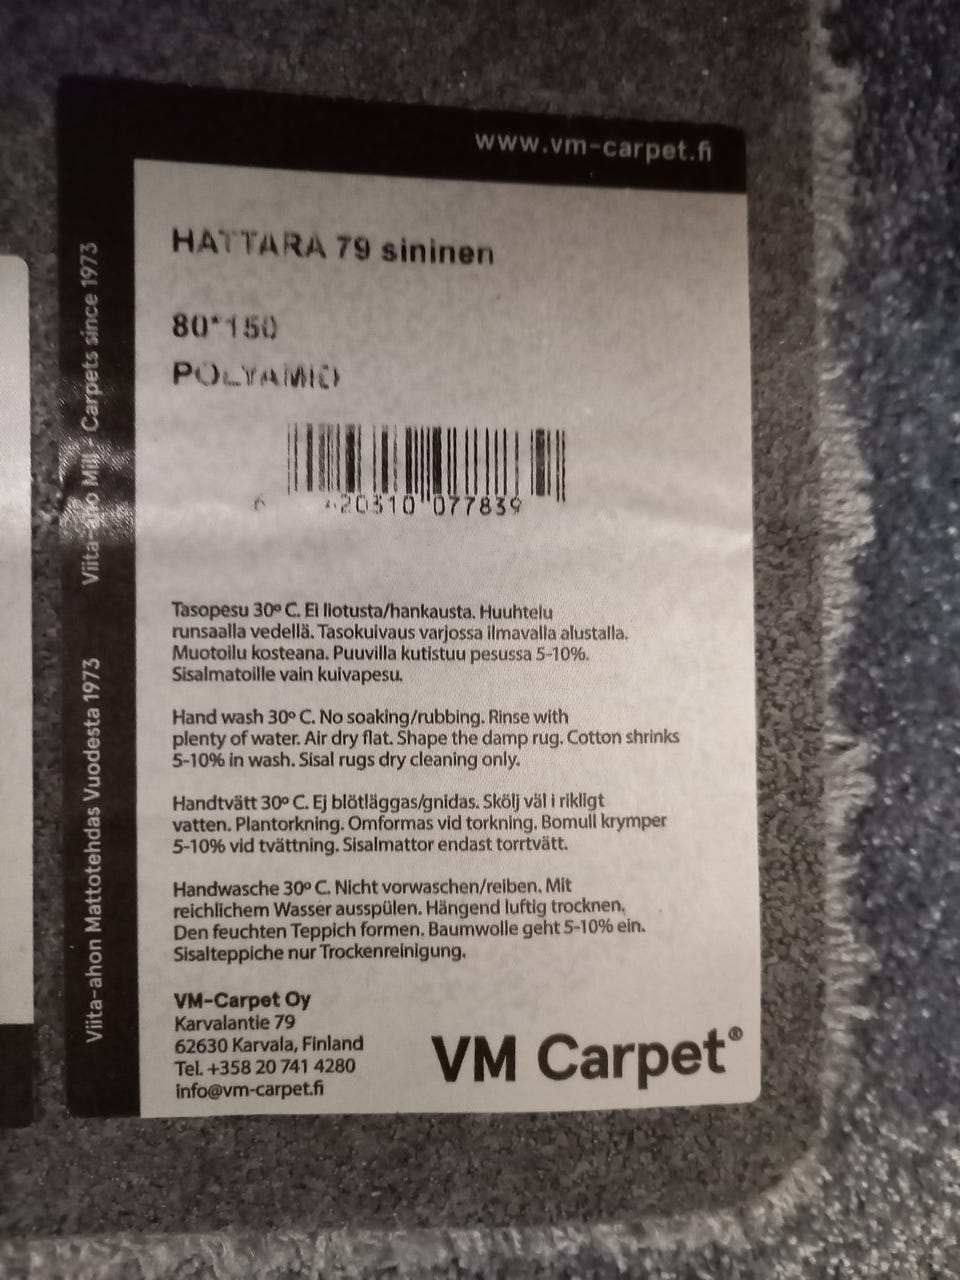 www.vm-carpet.fi
HATTARA 79 sininen
80*150
POLYAMID
6 420310 077839
Tasopesu 30º C. Ei liotusta/hankausta. Huuhtelu
runsaalla vedellä. Tasokuivaus varjossa ilmavalla alustalla.
Muotoilu kosteana. Puuvilla kutistuu pesussa 5-10%.
Sisalmatoille vain kuivapesu.
Hand wash 30º C. No soaking/rubbing. Rinse with
plenty of water. Air dry flat. Shape the damp rug. Cotton shrinks
5-10% in wash. Sisal rugs dry cleaning only.
Handtvätt 30º C. Ej blötläggas/gnidas. Skölj väl i rikligt
vatten. Plantorkning. Omformas vid torkning. Bomull krymper
5-10% vid tvättning. Sisalmattor endast torrtvätt.
Handwasche 30º C. Nicht vorwaschen/reiben. Mit
reichlichem Wasser ausspülen. Hängend luftig trocknen.
Den feuchten Teppich formen. Baumwolle geht 5-10% ein.
Sisalteppiche nur Trockenreinigung.
VM-Carpet Oy
Karvalantie 79
62630 Karvala, Finland
Tel. +358 20 741 4280
info@vm-carpet.fi
VM Carpet®
Viita-ahon Mattotehdas Vuodesta 1973
Viita-aho Mill - Carpets since 1973